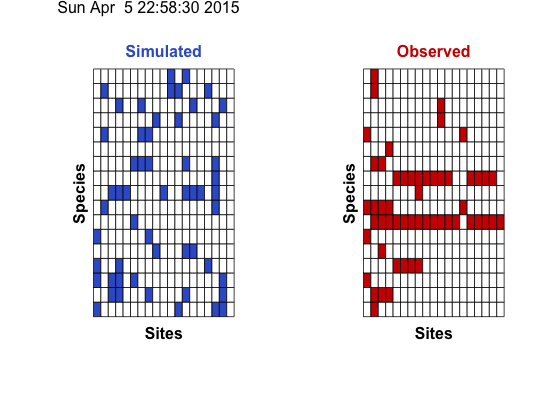 Sun Apr  5 22:58:30 2015
Simulated
Observed
Species
Species
Sites
Sites